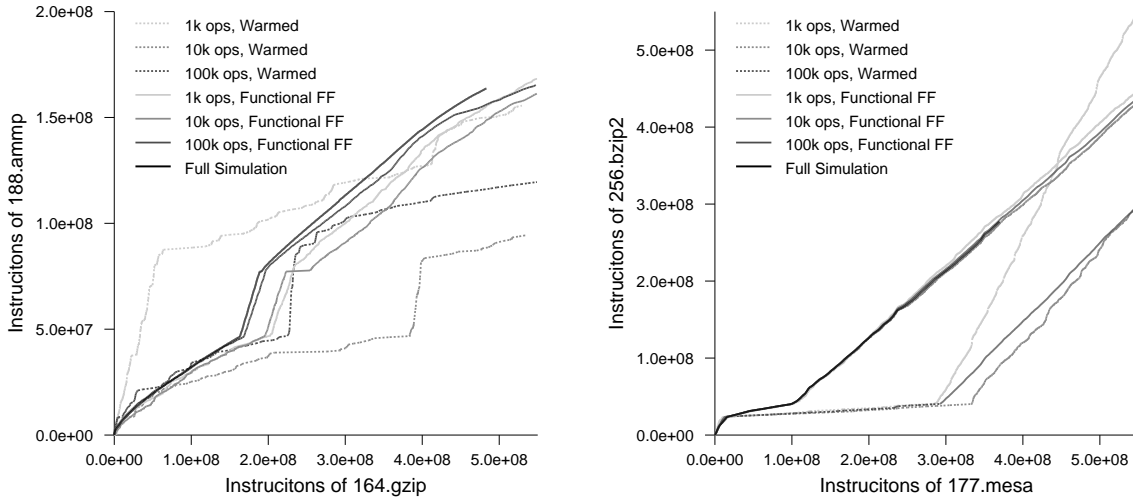 2.0e+08
1.5e+08
1.0e+08
5.0e+07
0.0e+00
Instrucitons of 188.ammp
1k ops, Warmed
10k ops, Warmed
100k ops, Warmed
1k ops, Functional FF
10k ops, Functional FF
100k ops, Functional FF
Full Simulation
0.0e+00 1.0e+08 2.0e+08 3.0e+08 4.0e+08 5.0e+08
Instrucitons of 164.gzip
5.0e+08
4.0e+08
3.0e+08
2.0e+08
1.0e+08
0.0e+00
Instrucitons of 256.bzip2
1k ops, Warmed
10k ops, Warmed
100k ops, Warmed
1k ops, Functional FF
10k ops, Functional FF
100k ops, Functional FF
Full Simulation
0.0e+00 1.0e+08 2.0e+08 3.0e+08 4.0e+08 5.0e+08
Instrucitons of 177.mesa